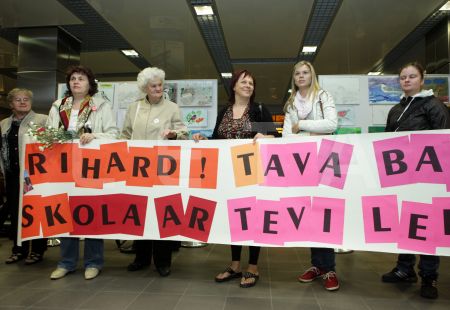 RIHARD! TAVA BA
SKOLA AR TEVI LE